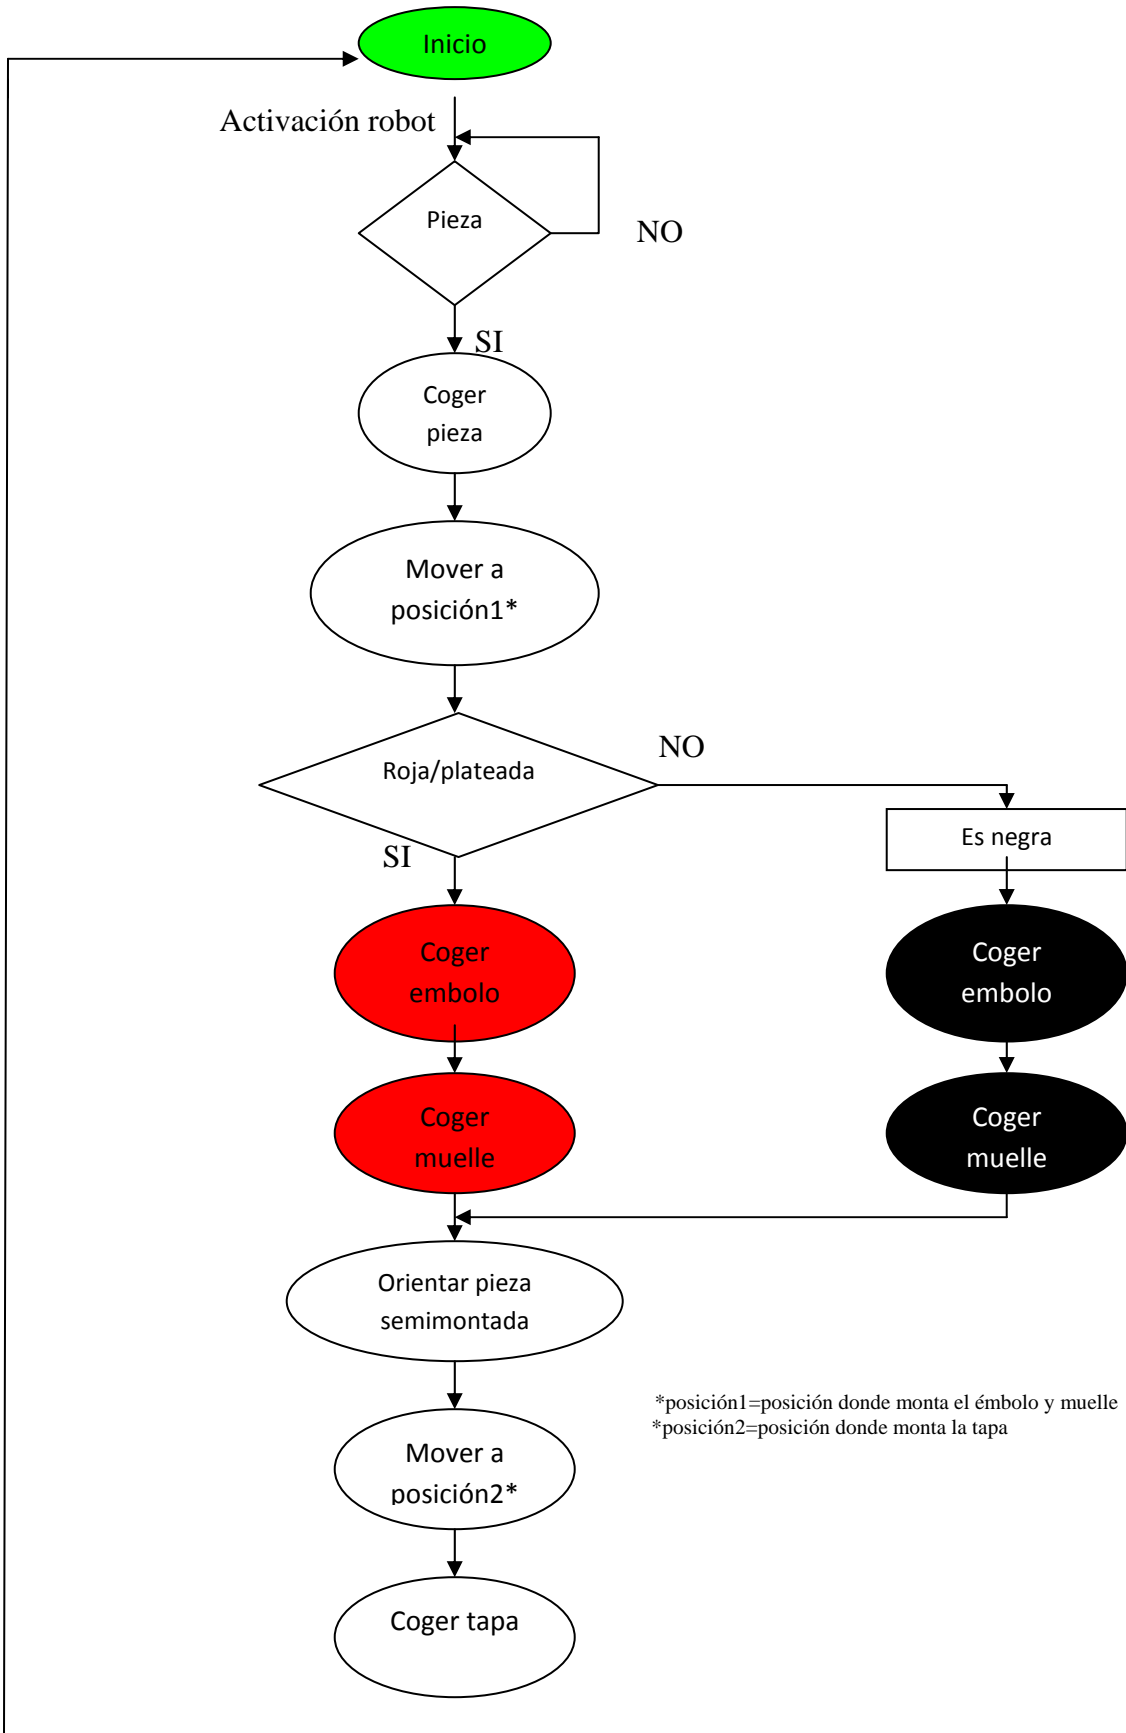 Inicio
Activación robot
Pieza
NO
SI
Coger
pieza
Mover a
posición1*
Roja/plateada
NO
SI
Es negra
Coger
embolo
Coger
embolo
Coger
muelle
Coger
muelle
Orientar pieza
semimontada
*posición1=posición donde monta el émbolo y muelle
*posición2=posición donde monta la tapa
Mover a
posición2*
Coger tapa